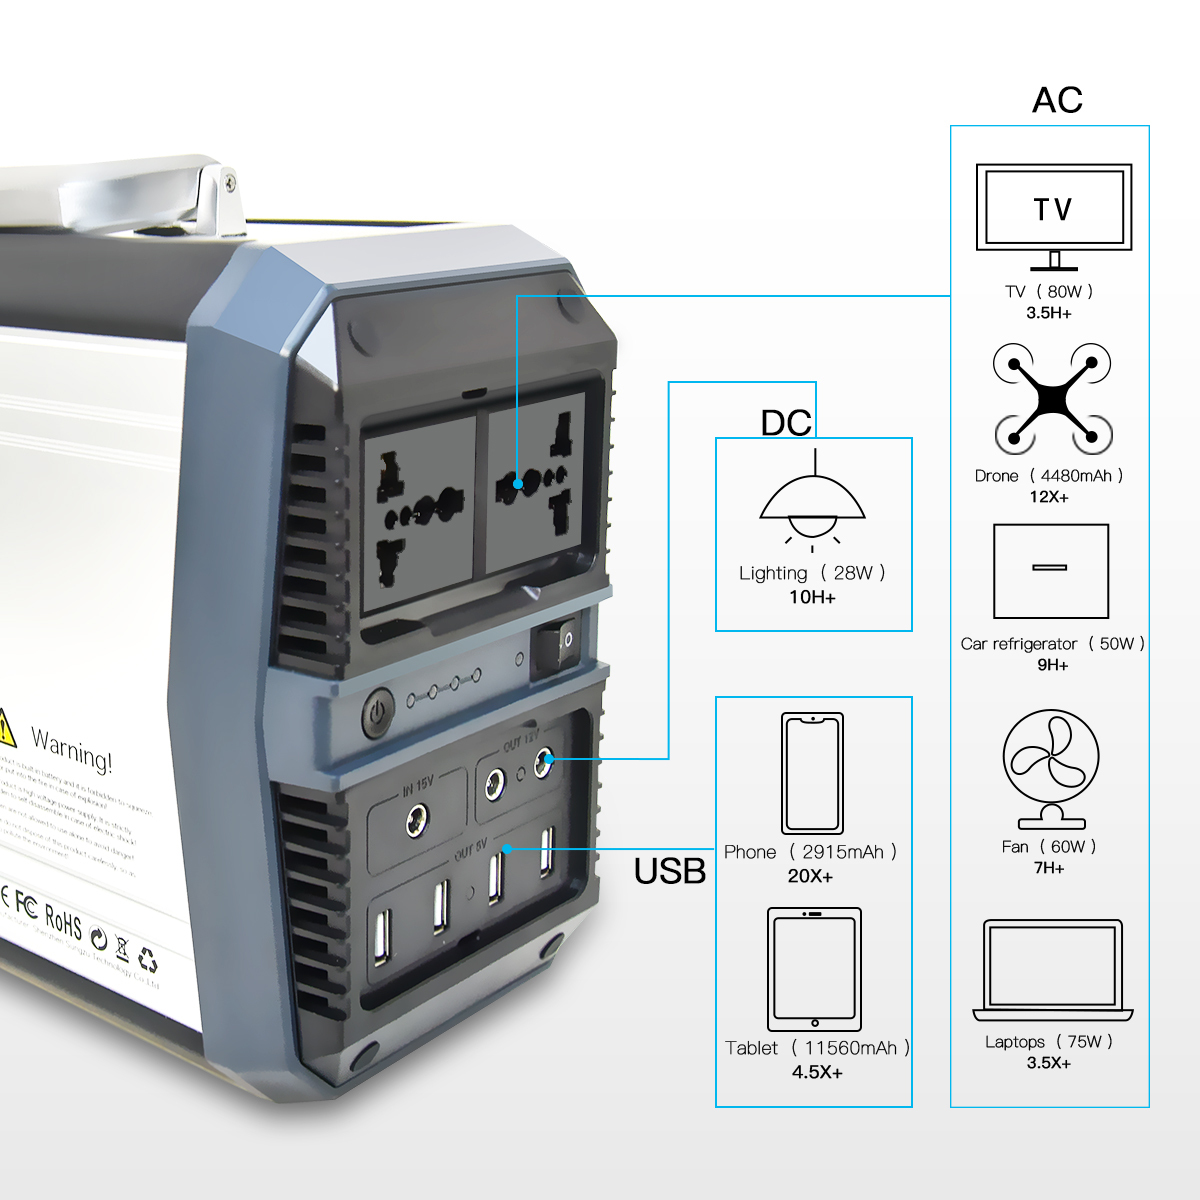 AC
TV
TV （ 80W ）
3.5H+
Drone （ 4480mAh ）
12X+
Car refrigerator （ 50W ）
9H+
Fan （ 60W ）
7H+
Laptops （ 75W ）
3.5X+
DC
Lighting （ 28W ）
10H+
USB
Phone （ 2915mAh ）
20X+
Tablet （ 11560mAh ）
4.5X+
OUT 12V
IN 15V
OUT 5V
Warning!
FC RoHS